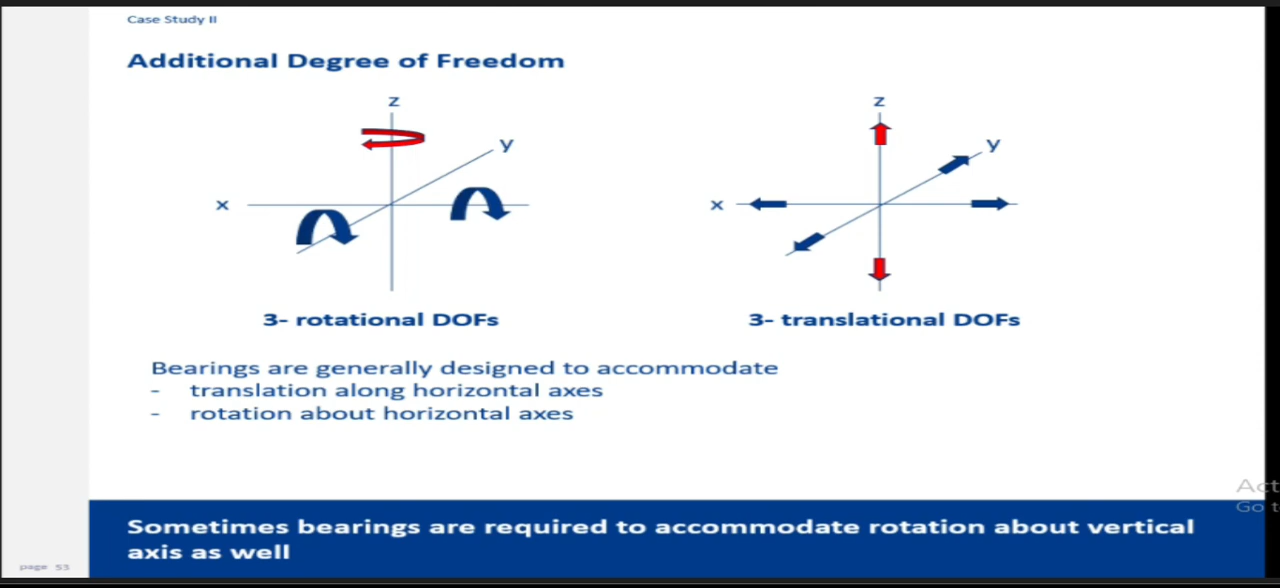 Case Study II
Additional Degree of Freedom
z
y
x
3- rotational DOFs
z
y
x
3- translational DOFs
Bearings are generally designed to accommodate
- translation along horizontal axes
- rotation about horizontal axes
Sometimes bearings are required to accommodate rotation about vertical
axis as well
page 53
Act
Go t